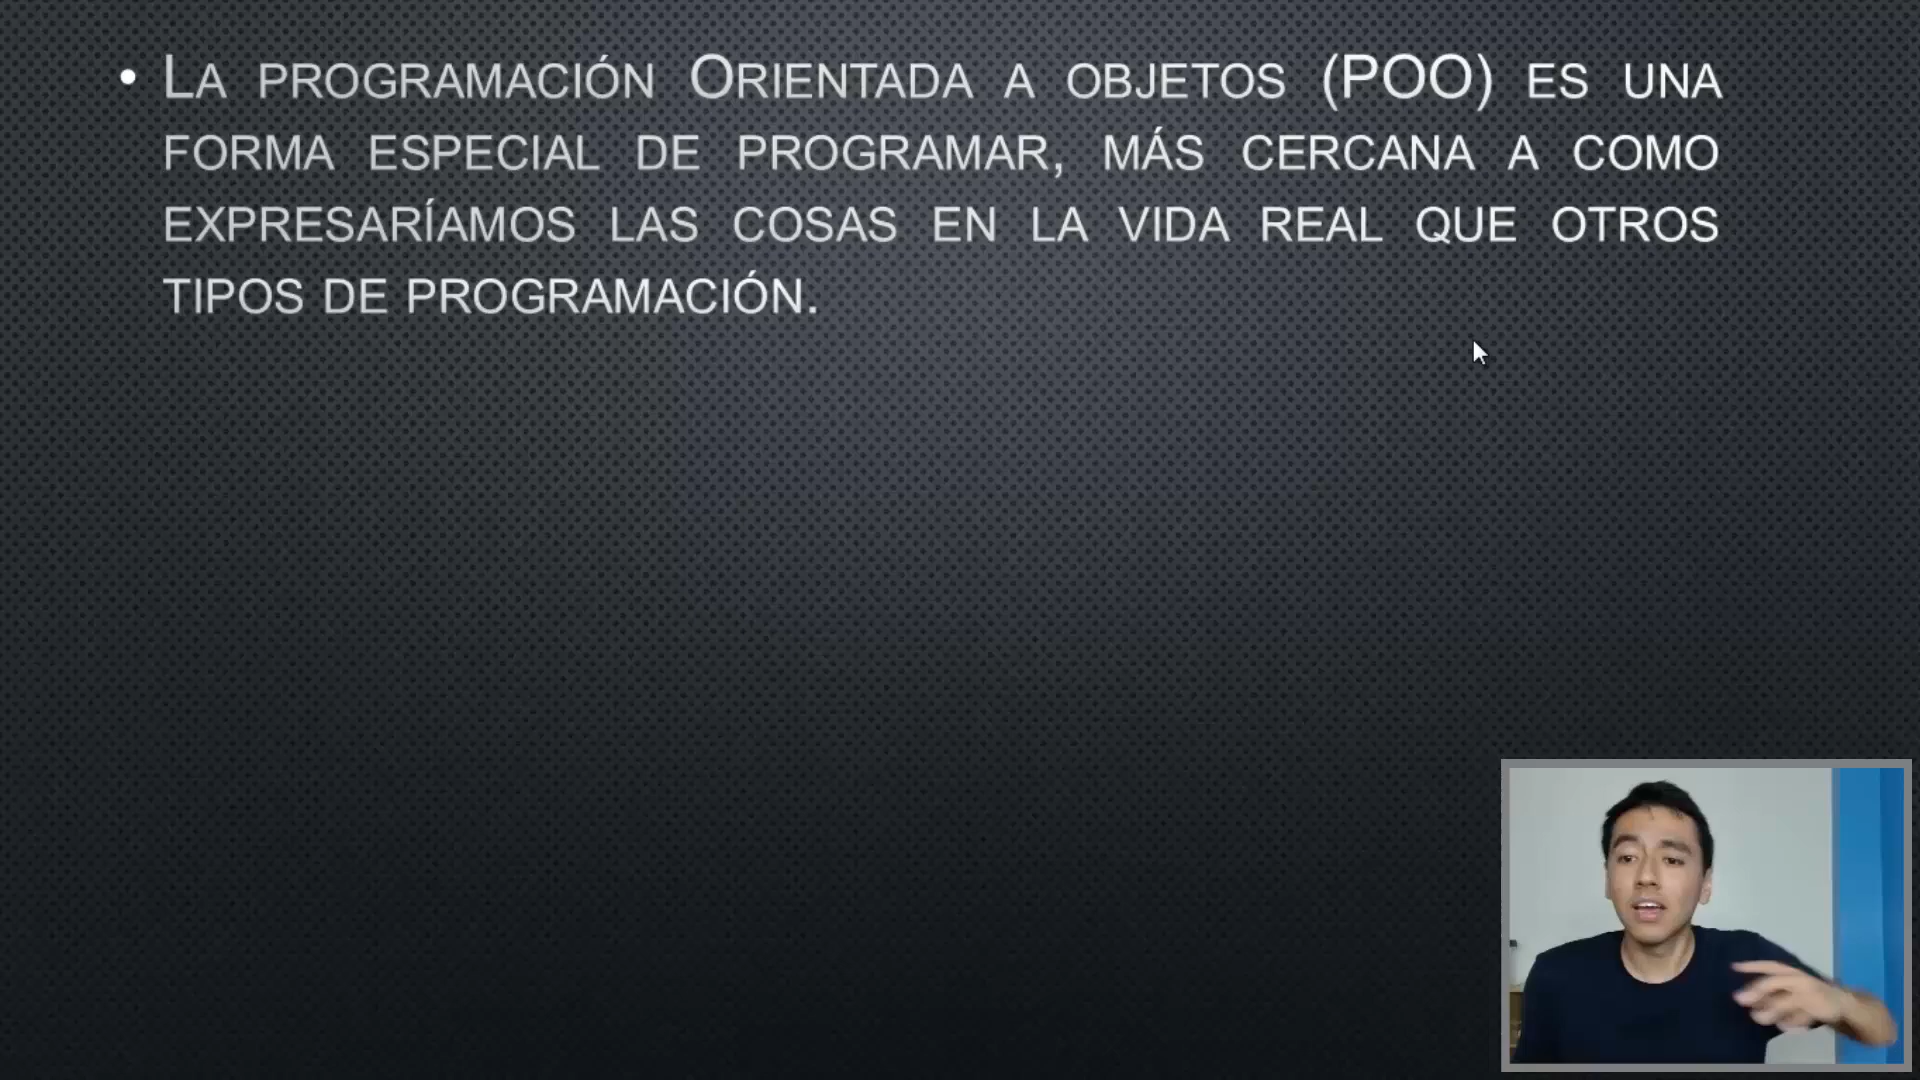 • La programación Orientada a objetos (POO) es una
forma especial de programar, más cercana a como
expresaríamos las cosas en la vida real que otros
tipos de programación.